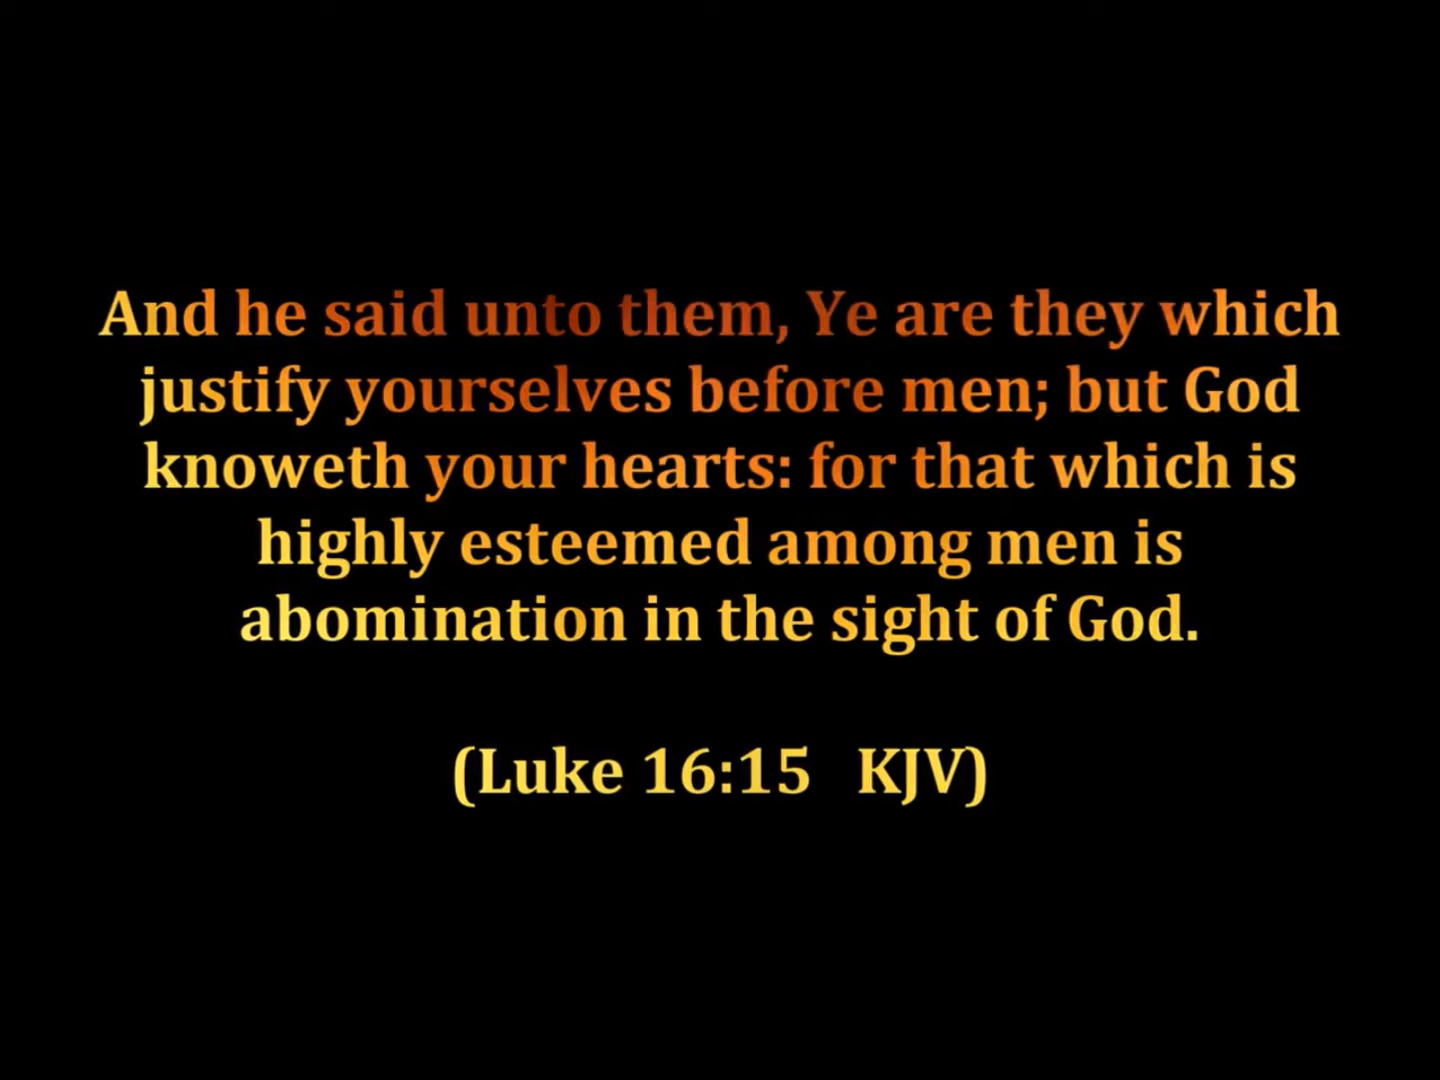 And he said unto them, Ye are they which
justify yourselves before men; but God
knoweth your hearts: for that which is
highly esteemed among men is
abomination in the sight of God.
(Luke 16:15 KJV)